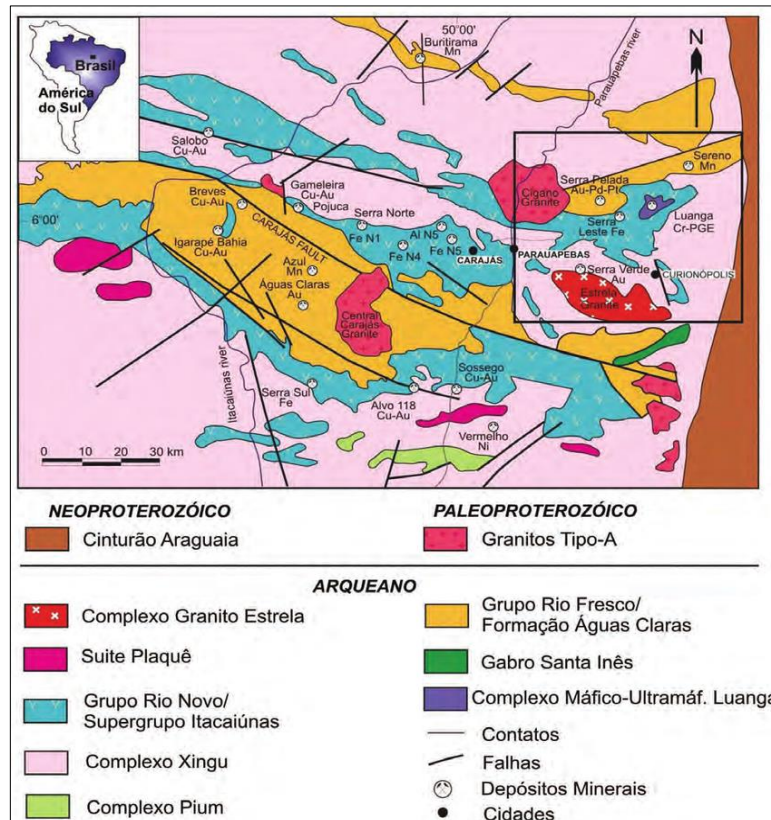 Brasil
América
do Sul
50°00'
Buritirama
Mn
Parauapebas river
N
Salobo
Cu-Au
Sereno
Mn
Serra Pelada
Au-Pd-Pt
Cigano
Granite
Gameleira
Cu-Au
Pojuca
Breves
Cu-Au
Serra Norte
Serra
Leste Fe
Luanga
Cr-PGE
6°00'
CARAJÁS FAULT
Fe N1
Al N5
Fe N4
Fe N5
CARAJÁS
PARAUAPEBAS
Igarapé Bahia
Cu-Au
Azul
Mn
Serra Verde
Au
CURIONÓPOLIS
Águas Claras
Au
Estrela
Granite
Central
Carajás
Granite
Itacaiunas river
Sossego
Cu-Au
Serra Sul
Fe
Alvo 118
Cu-Au
Vermelho
Ni
0 10 20 30 km
NEOPROTEROZÓICO
PALEOPROTEROZÓICO
Cinturão Araguaia
Granitos Tipo-A
ARQUEANO
Complexo Granito Estrela
Suite Plaquê
Grupo Rio Novo/
Supergrupo Itacaiúnas
Complexo Xingu
Complexo Pium
Grupo Rio Fresco/
Formação Águas Claras
Gabro Santa Inês
Complexo Máfico-Ultramáf. Luanga
Contatos
Falhas
Depósitos Minerais
Cidades